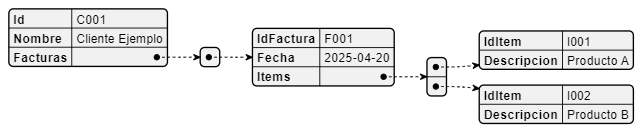 Id C001
Nombre Cliente Ejemplo
Facturas
IdFactura F001
Fecha 2025-04-20
Items
IdItem I001
Descripcion Producto A
IdItem I002
Descripcion Producto B